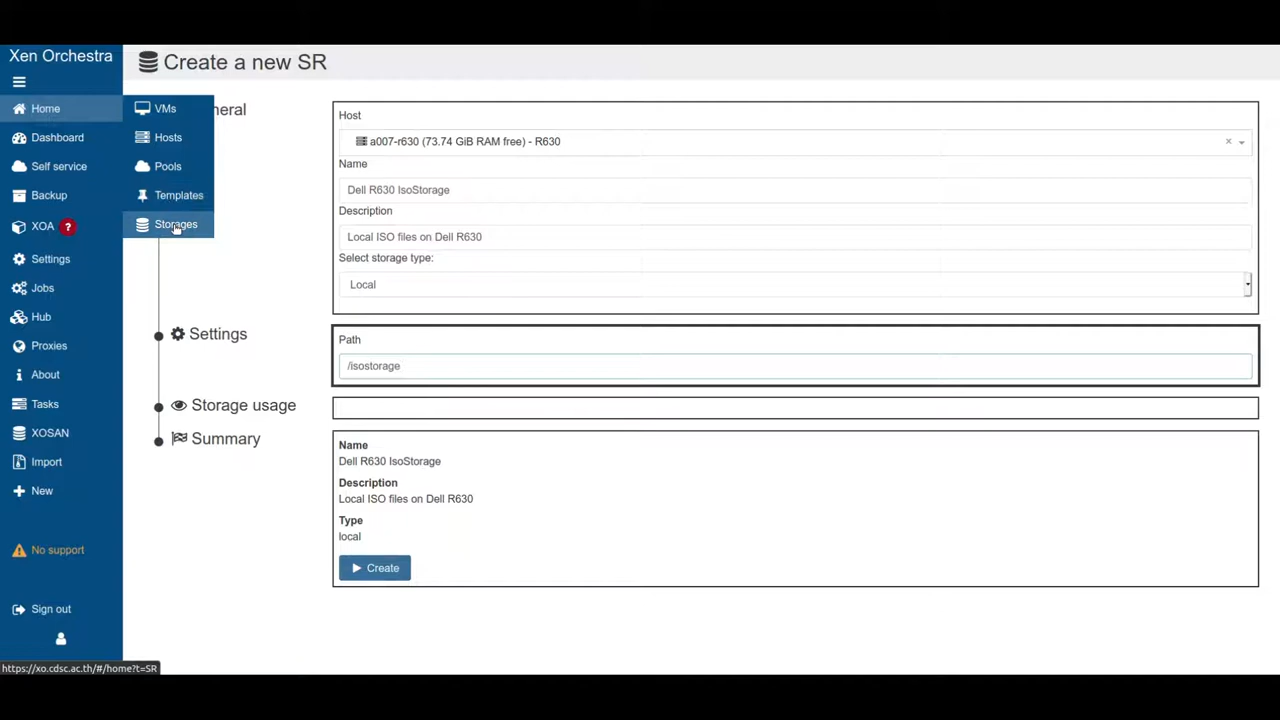 Xen Orchestra
Home
Dashboard
Self service
Backup
XOA ?
Settings
Jobs
Hub
Proxies
About
Tasks
XOSAN
Import
New
No support
Sign out
VMs
Hosts
Pools
Templates
Storages
Create a new SR
neral
Host
a007-r630 (73.74 GiB RAM free) - R630 ×
Name
Dell R630 IsoStorage
Description
Local ISO files on Dell R630
Select storage type:
Local
Settings
Path
/isostorage
Storage usage
Summary
Name
Dell R630 IsoStorage
Description
Local ISO files on Dell R630
Type
local
Create
https://xo.cdsc.ac.th/#/home?t=SR